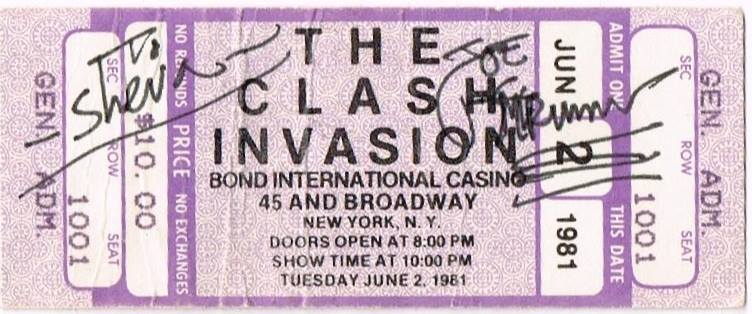 GEN. ADM.
SEC ROW SEAT
1001
To
NO REFUNDS PRICE NO EXCHANGES
$10.00
THE
CLASH
INVASION
BOND INTERNATIONAL CASINO
45 AND BROADWAY
NEW YORK, N.Y.
DOORS OPEN AT 8:00 PM
SHOW TIME AT 10:00 PM
TUESDAY JUNE 2, 1981
JOE
STRUMMER
JUN 2 1981
ADMIT ONE THIS DATE
SEC ROW SEAT
1001
GEN. ADM.